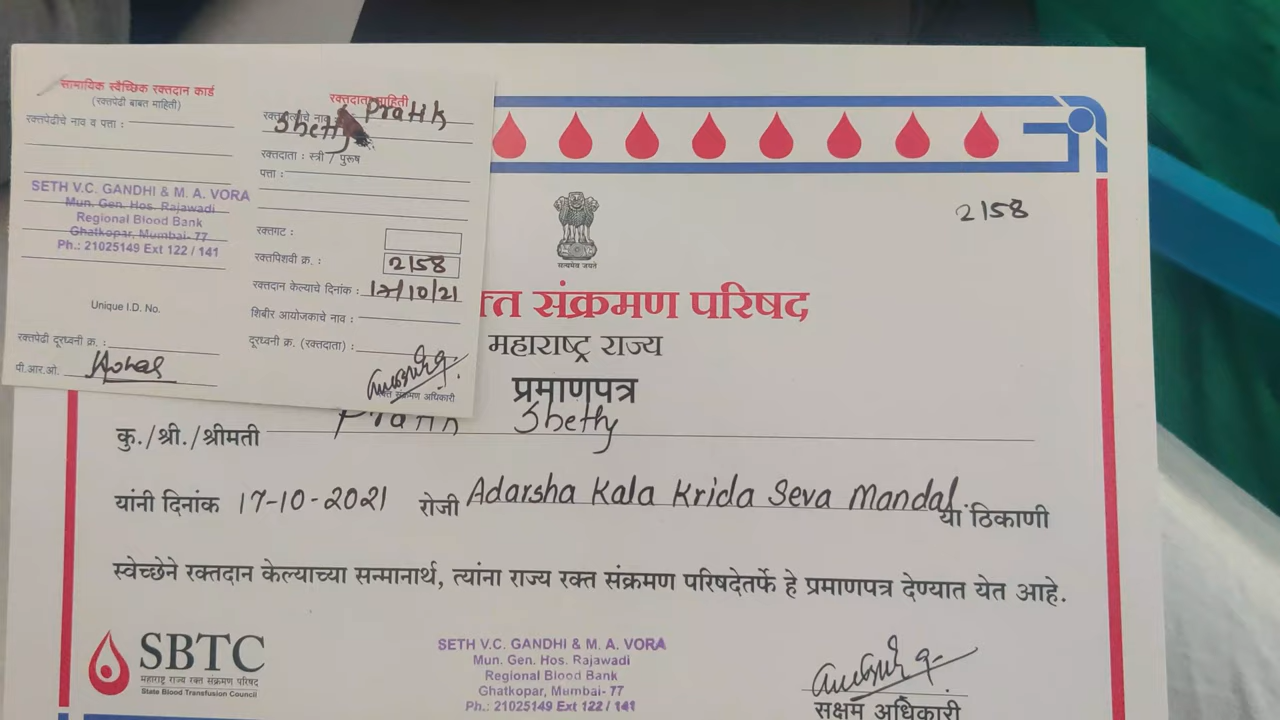 सामायिक स्वैच्छिक रक्तदान कार्ड
(रक्तपेढी बाबत माहिती)
रक्तपेढीचे नाव व पत्ता :
SETH V.C. GANDHI & M. A. VORA
Mun. Gen. Hos. Rajawadi
Regional Blood Bank
Ghatkopar, Mumbai- 77
Ph.: 21025149 Ext 122 / 141
Unique I.D. No.
रक्तपेढी दूरध्वनी क्र. :
पी.आर.ओ.
रक्तदाता माहिती
Pratik
Shetty
रक्तदाता : स्त्री / पुरूष
पत्ता :
रक्तगट :
रक्तपिशवी क्र. : 2158
रक्तदान केल्याचे दिनांक : 17/10/21
शिबीर आयोजकाचे नाव :
दूरध्वनी क्र. (रक्तदाता) :
संक्रमण अधिकारी
2158
सत्यमेव जयते
क्त संक्रमण परिषद
महाराष्ट्र राज्य
प्रमाणपत्र
कु./श्री./श्रीमती Pratik Shetty
यांनी दिनांक 17-10-2021 रोजी Adarsha Kala Krida Seva Mandal. या ठिकाणी
स्वेच्छेने रक्तदान केल्याच्या सन्मानार्थ, त्यांना राज्य रक्त संक्रमण परिषदेतर्फे हे प्रमाणपत्र देण्यात येत आहे.
SBTC
महाराष्ट्र राज्य रक्त संक्रमण परिषद
State Blood Transfusion Council
SETH V.C. GANDHI & M. A. VORA
Mun. Gen. Hos. Rajawadi
Regional Blood Bank
Ghatkopar, Mumbai- 77
Ph.: 21025149 Ext 122 / 141
सक्षम अधिकारी